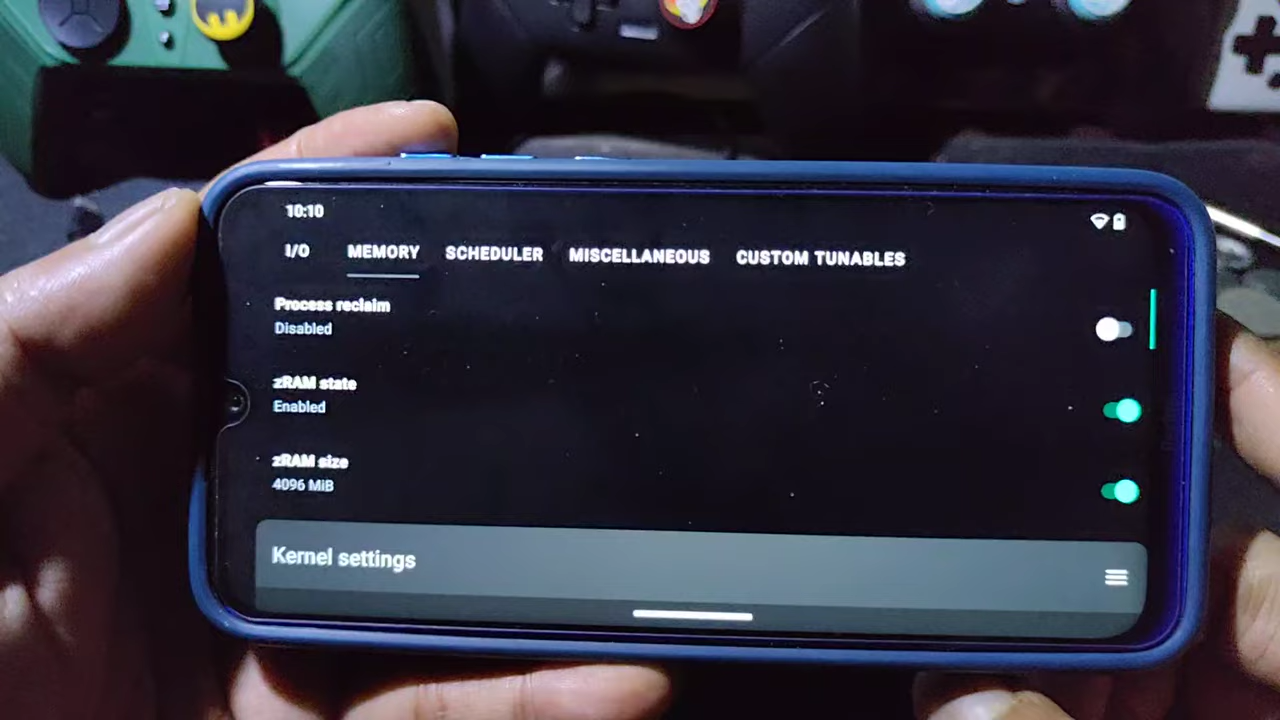 10:10
I/O MEMORY SCHEDULER MISCELLANEOUS CUSTOM TUNABLES
Process reclaim
Disabled
zRAM state
Enabled
zRAM size
4096 MiB
Kernel settings